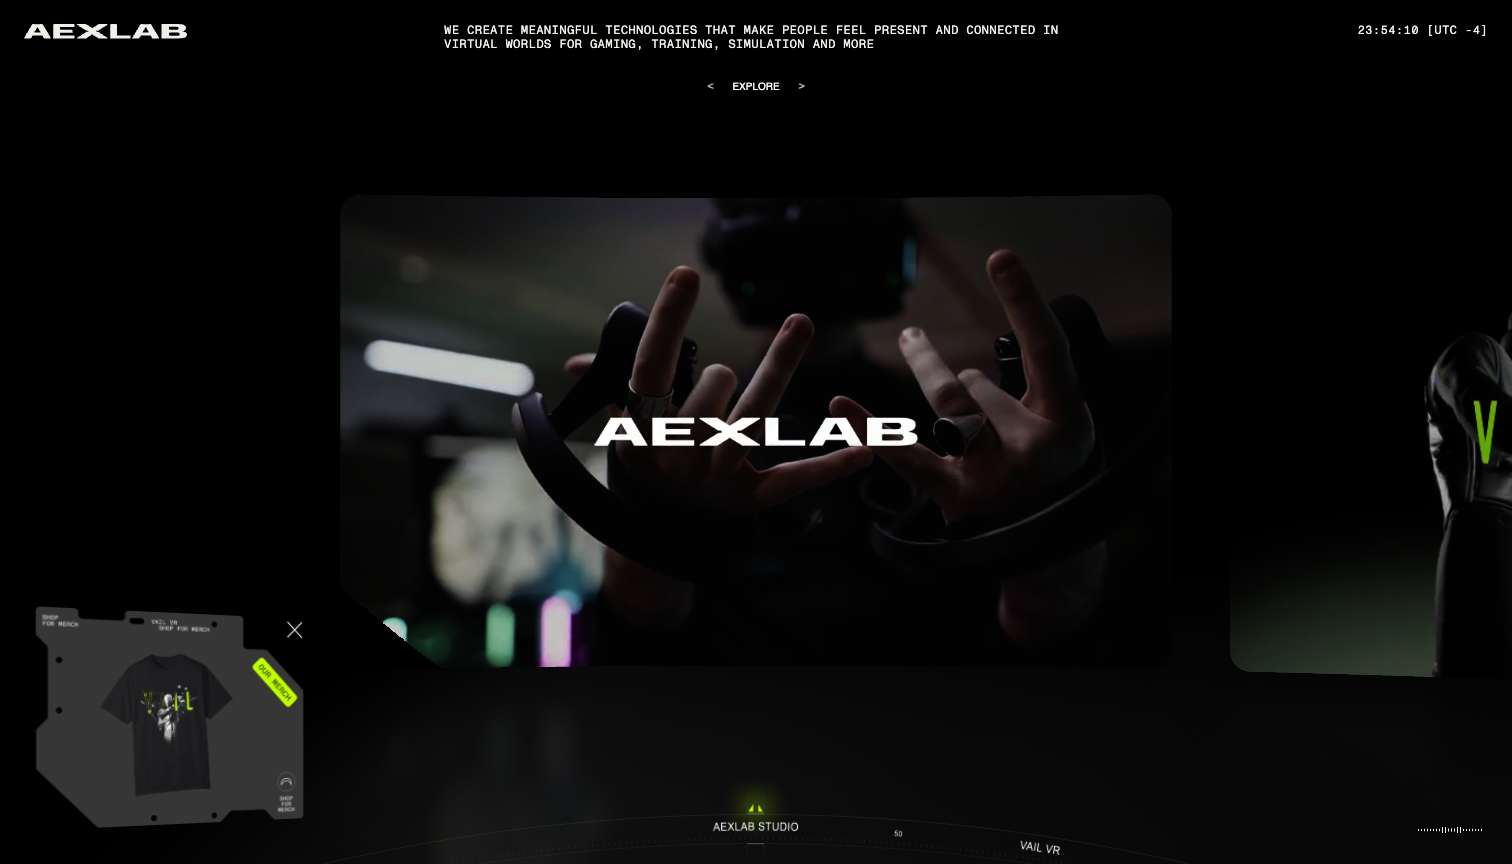 AEXLAB
WE CREATE MEANINGFUL TECHNOLOGIES THAT MAKE PEOPLE FEEL PRESENT AND CONNECTED IN
VIRTUAL WORLDS FOR GAMING, TRAINING, SIMULATION AND MORE
23:54:10 [UTC -4]
< EXPLORE >
AEXLAB
V
SHOP
FOR MERCH
VAIL VR
SHOP FOR MERCH
OUR MERCH
SHOP
FOR
MERCH
AEXLAB STUDIO
50
VAIL VR